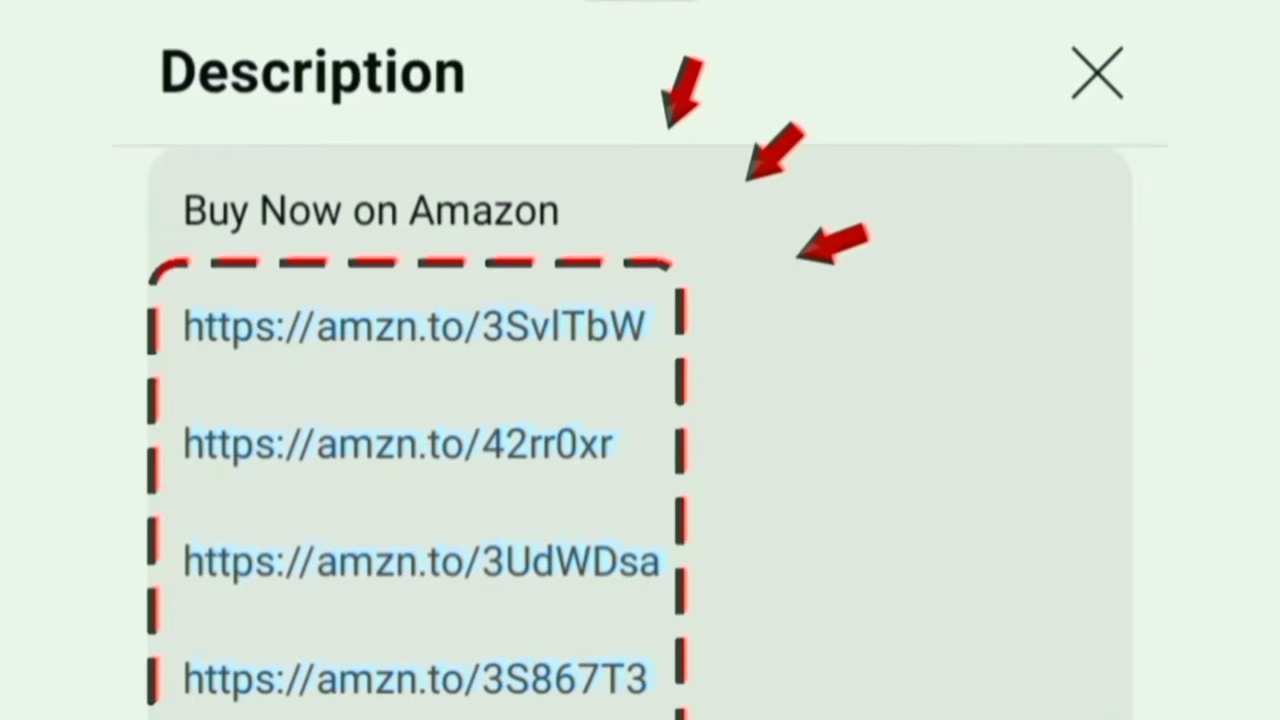 Description
Buy Now on Amazon
https://amzn.to/3SvlTbW
https://amzn.to/42rr0xr
https://amzn.to/3UdWDsa
https://amzn.to/3S867T3